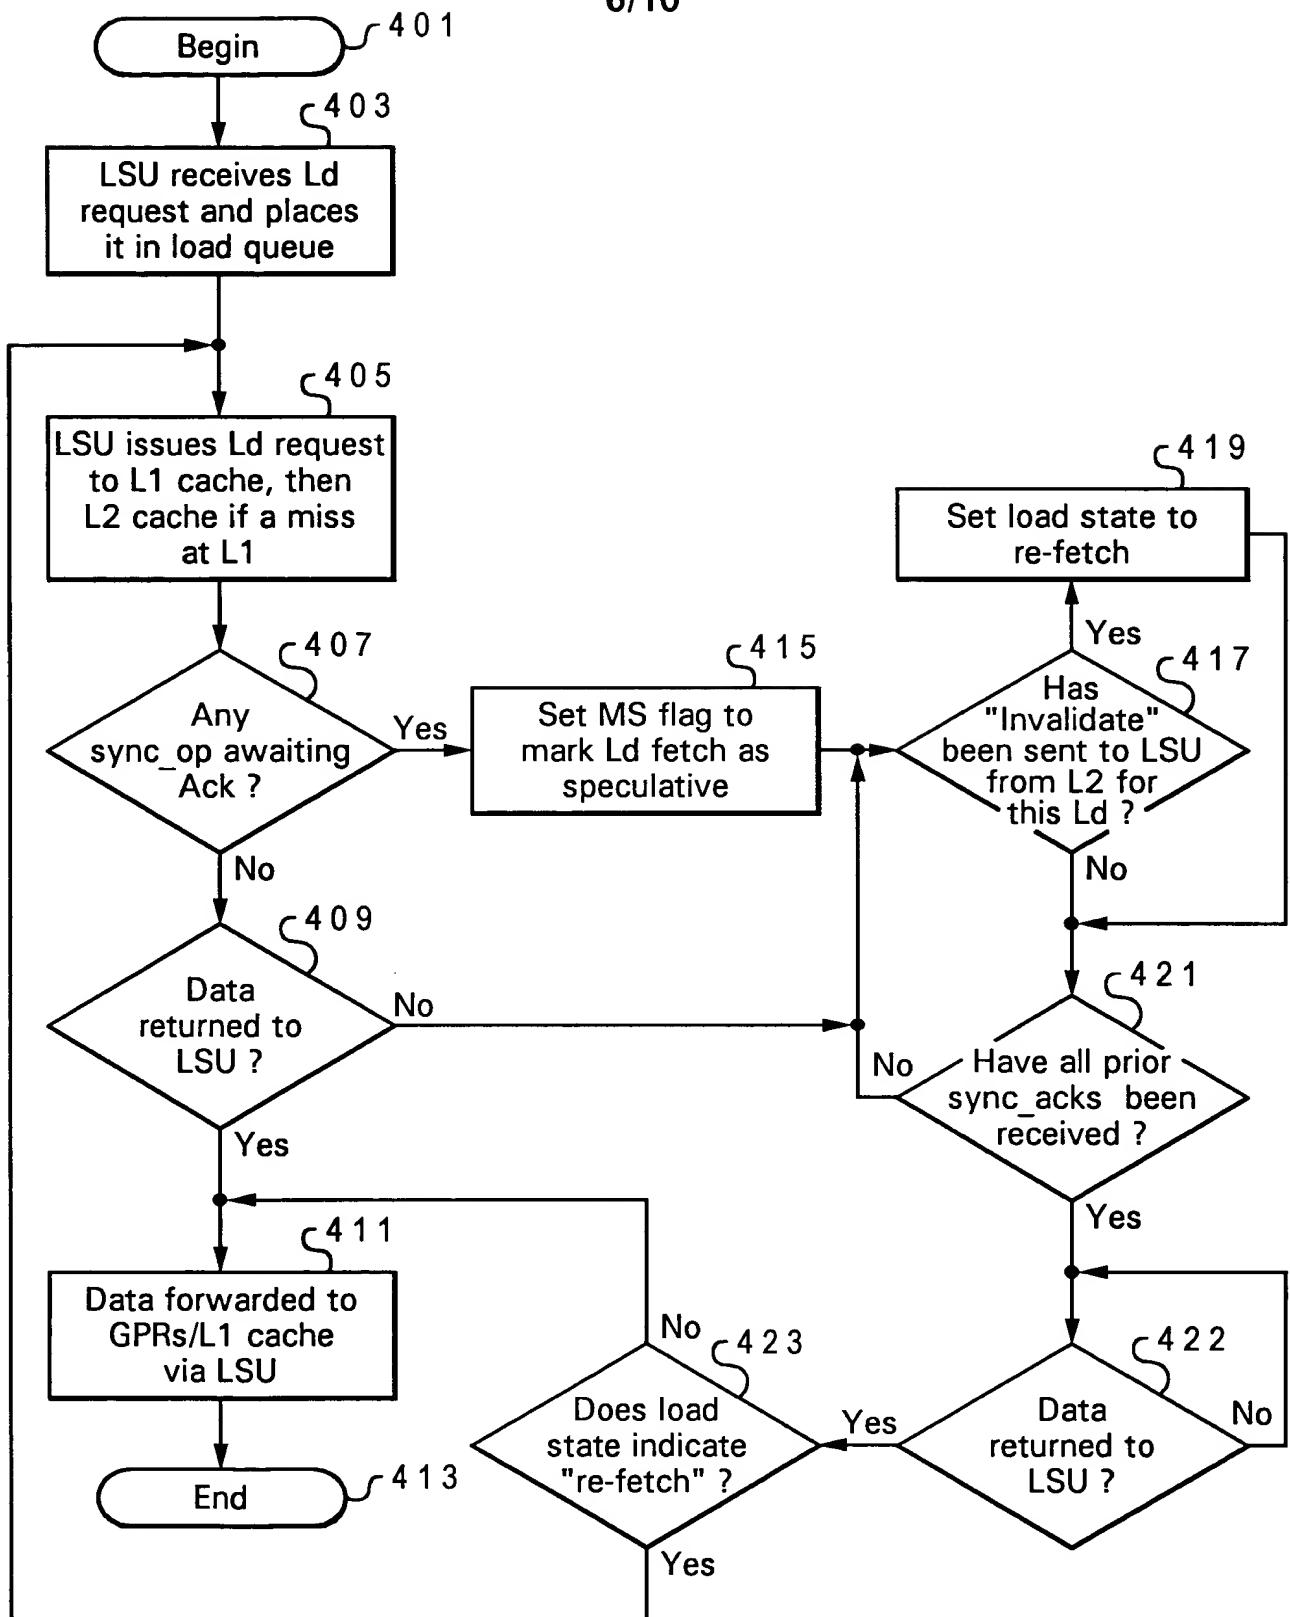 6/10
Begin
401
403
LSU receives Ld
request and places
it in load queue
405
LSU issues Ld request
to L1 cache, then
L2 cache if a miss
at L1
407
Any
sync_op awaiting
Ack ?
Yes
No
415
Set MS flag to
mark Ld fetch as
speculative
419
Set load state to
re-fetch
Yes
417
Has
"Invalidate"
been sent to LSU
from L2 for
this Ld ?
No
409
Data
returned to
LSU ?
No
Yes
421
Have all prior
sync_acks been
received ?
No
Yes
411
Data forwarded to
GPRs/L1 cache
via LSU
423
Does load
state indicate
"re-fetch" ?
No
Yes
422
Data
returned to
LSU ?
Yes
No
End
413